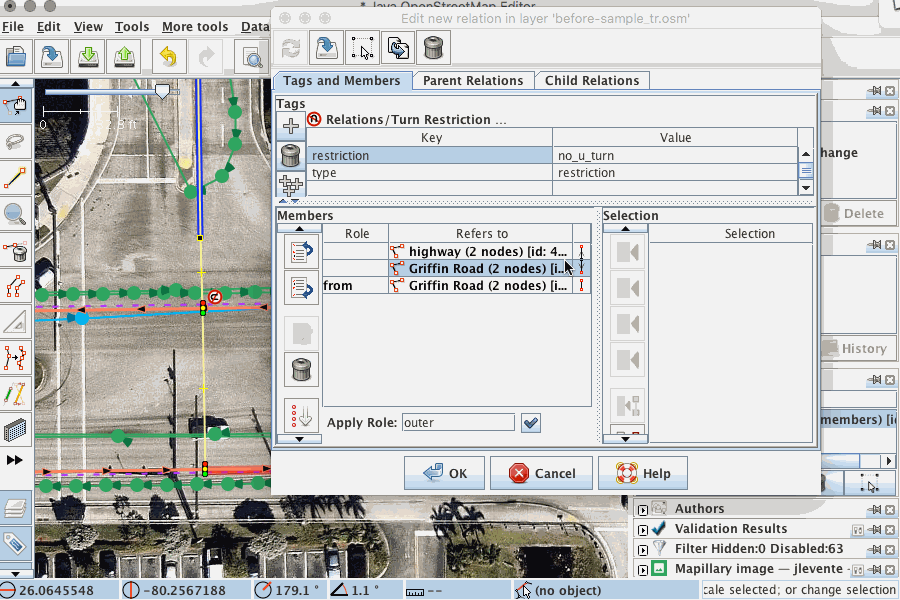 * Java OpenStreetMap Editor
Edit new relation in layer 'before-sample_tr.osm'
File Edit View Tools More tools Data
Tags and Members Parent Relations Child Relations
Tags
Relations/Turn Restriction ...
Key Value
restriction no_u_turn
type restriction
hange
Delete
Members Selection
Role Refers to Selection
highway (2 nodes) [id: 4...
Griffin Road (2 nodes) [i...
from Griffin Road (2 nodes) [i...
History
Apply Role: outer
members) [i
OK Cancel Help
Authors
Validation Results
Filter Hidden:0 Disabled:63
Mapillary image — jlevente -
26.0645548 -80.2567188 179.1 ° 1.1 ° -- (no object) cale selected; or change selection